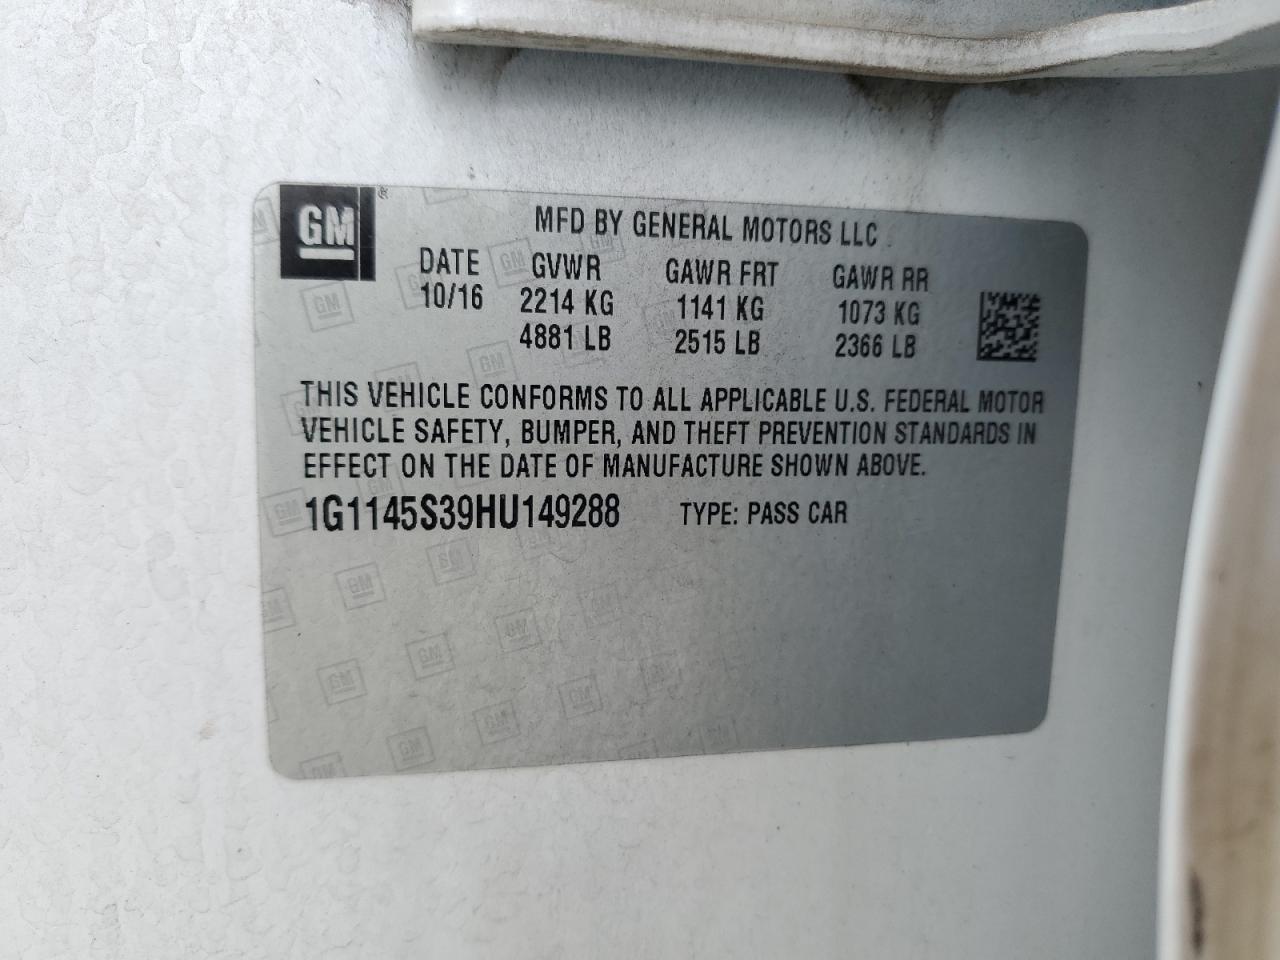 GM ®
MFD BY GENERAL MOTORS LLC
DATE GVWR GAWR FRT GAWR RR
10/16 2214 KG 1141 KG 1073 KG
4881 LB 2515 LB 2366 LB
THIS VEHICLE CONFORMS TO ALL APPLICABLE U.S. FEDERAL MOTOR
VEHICLE SAFETY, BUMPER, AND THEFT PREVENTION STANDARDS IN
EFFECT ON THE DATE OF MANUFACTURE SHOWN ABOVE.
1G1145S39HU149288 TYPE: PASS CAR